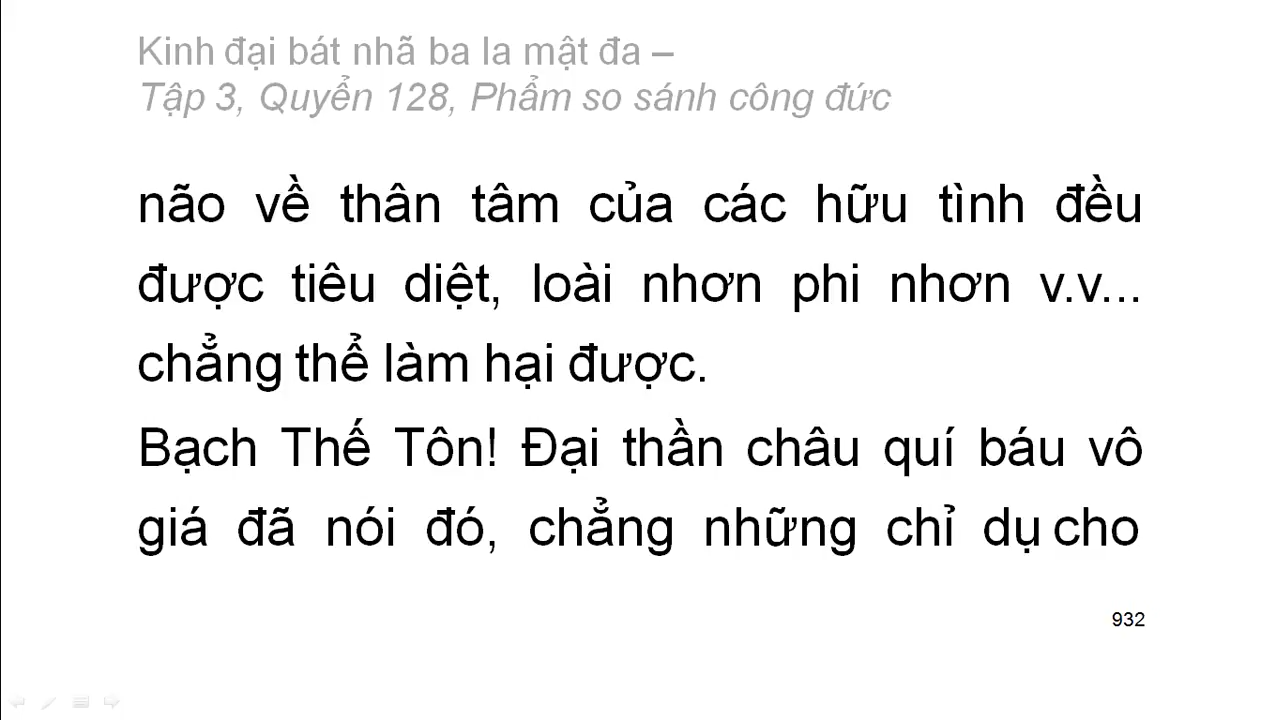 Kinh đại bát nhã ba la mật đa –
Tập 3, Quyển 128, Phẩm so sánh công đức
não về thân tâm của các hữu tình đều
được tiêu diệt, loài nhơn phi nhơn v.v...
chẳng thể làm hại được.
Bạch Thế Tôn! Đại thần châu quí báu vô
giá đã nói đó, chẳng những chỉ dụ cho
932